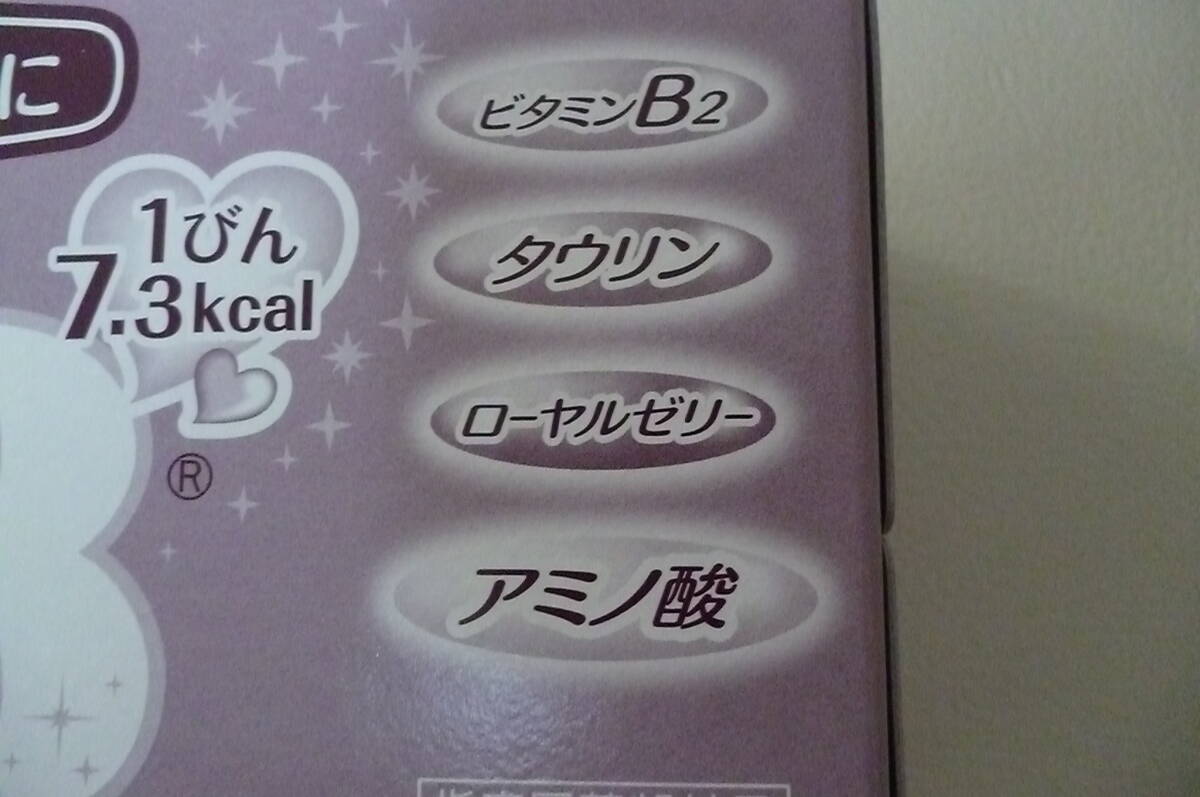 に
1びん
7.3kcal
®
ビタミンB2
タウリン
ローヤルゼリー
アミノ酸